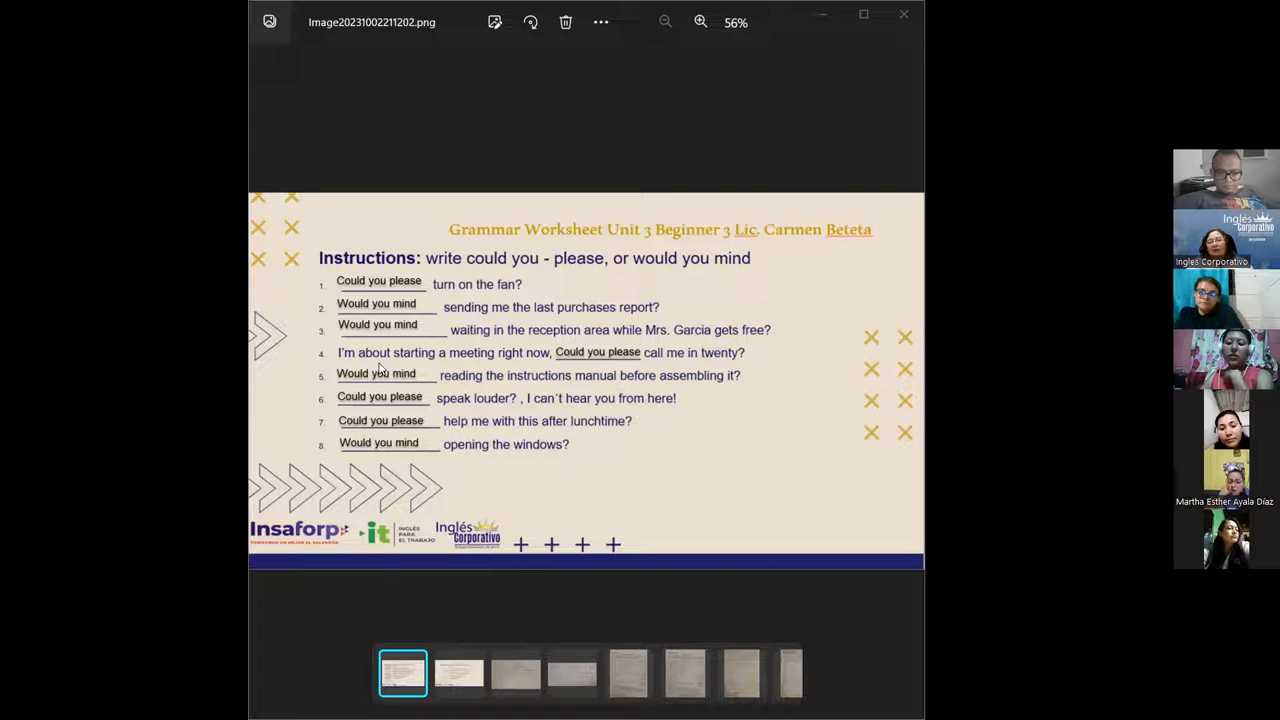 Image20231002211202.png
56%
Grammar Worksheet Unit 3 Beginner 3 Lic. Carmen Beteta
Instructions: write could you - please, or would you mind
1. Could you please turn on the fan?
2. Would you mind sending me the last purchases report?
3. Would you mind waiting in the reception area while Mrs. Garcia gets free?
4. I'm about starting a meeting right now, Could you please call me in twenty?
5. Would you mind reading the instructions manual before assembling it?
6. Could you please speak louder? , I can´t hear you from here!
7. Could you please help me with this after lunchtime?
8. Would you mind opening the windows?
Insaforp
it
INGLÉS
PARA
EL TRABAJO
Inglés
Corporativo
Inglés
Corporativo
Ingles Corporativo
Martha Esther Ayala Díaz